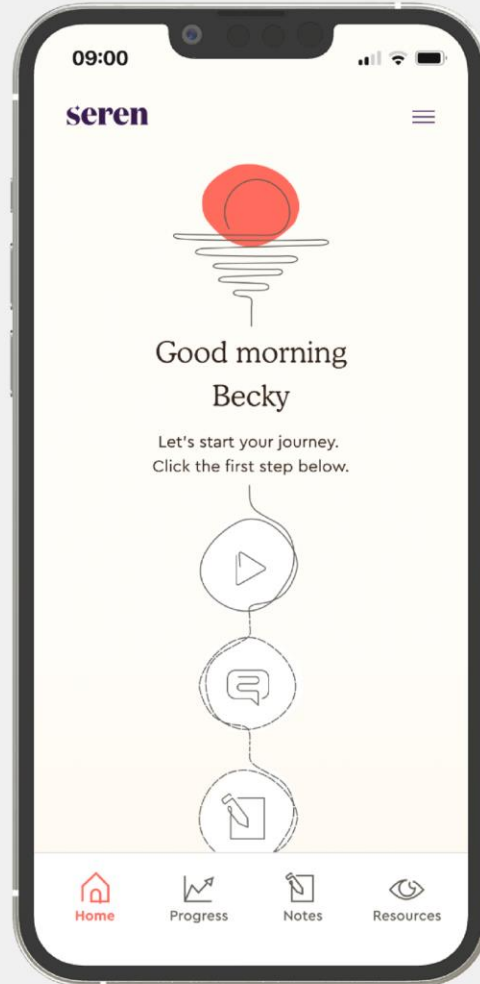 09:00
seren
Good morning
Becky
Let's start your journey.
Click the first step below.
Home
Progress
Notes
Resources